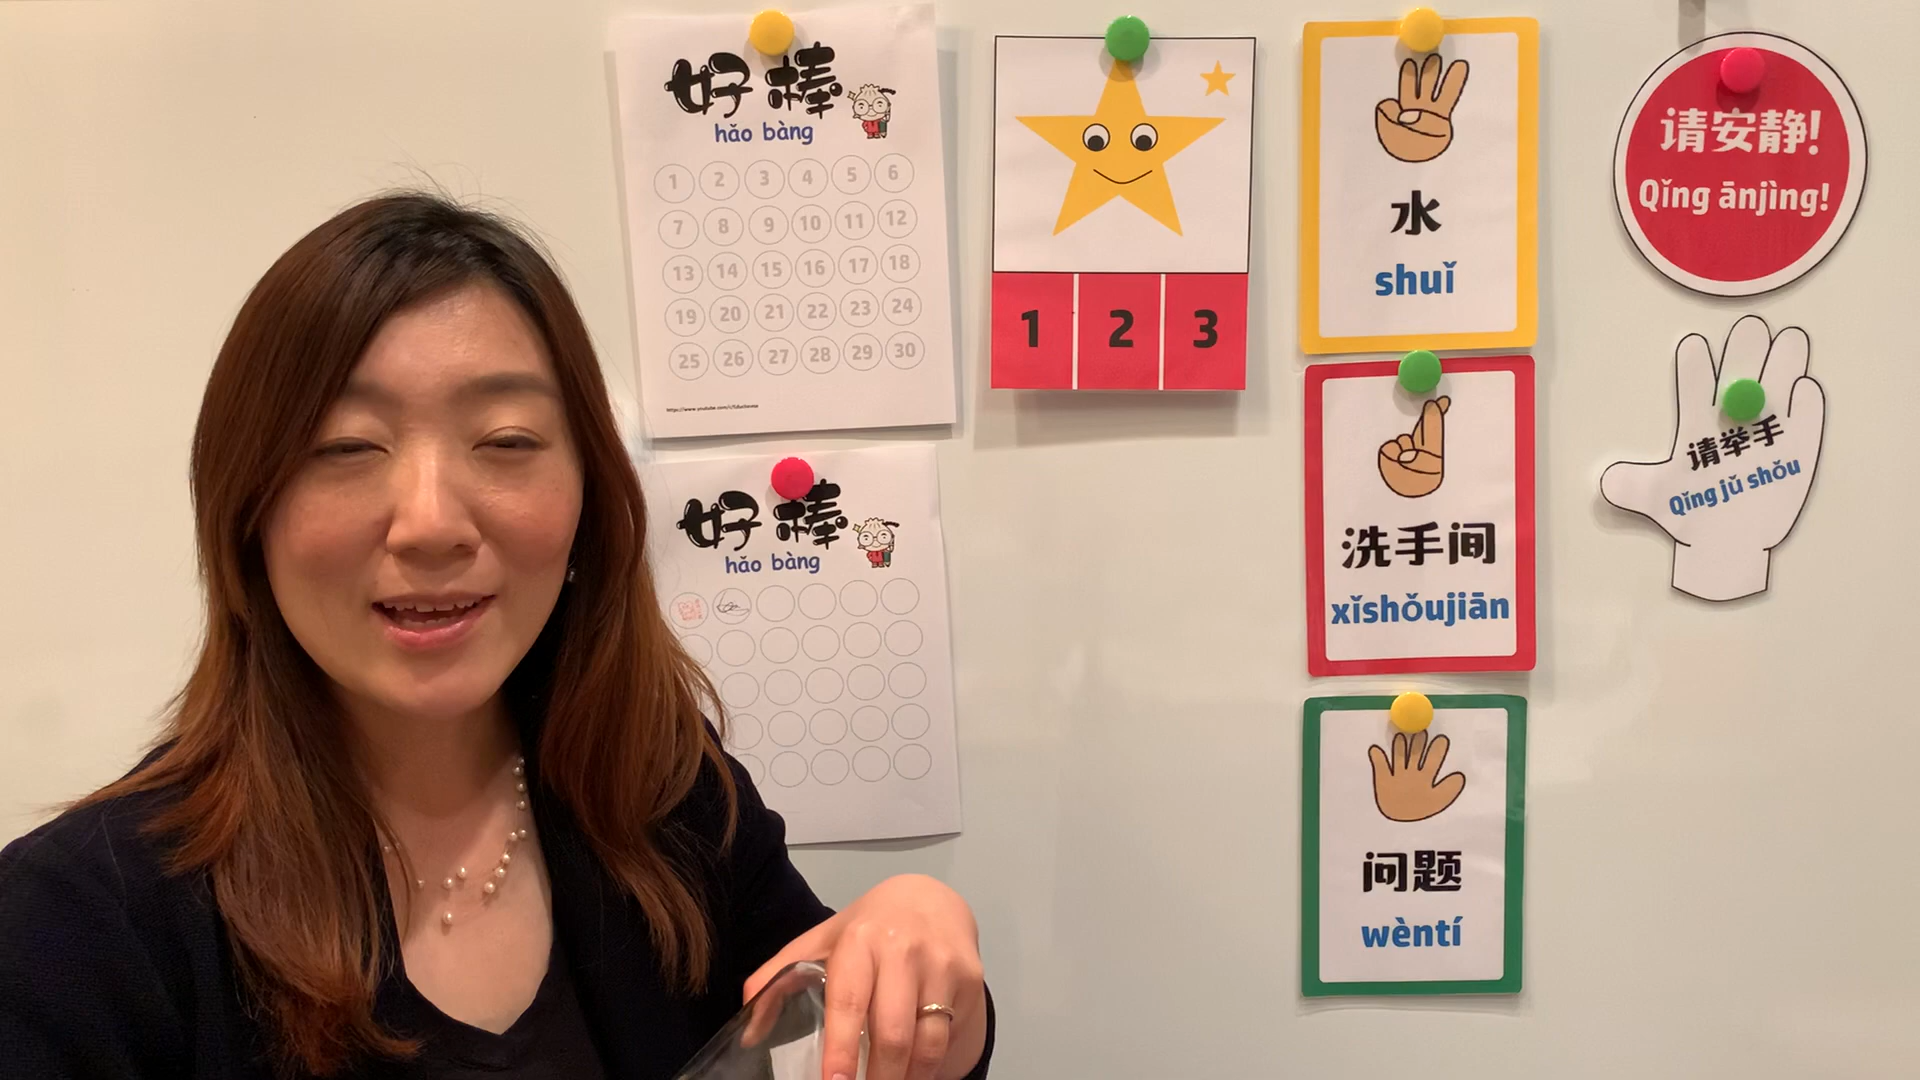 好棒
hǎo bàng
1 2 3 4 5 6
7 8 9 10 11 12
13 14 15 16 17 18
19 20 21 22 23 24
25 26 27 28 29 30
好棒
hǎo bàng
1 2 3
水
shuǐ
洗手间
xǐshǒujiān
问题
wèntí
请安静!
Qǐng ānjìng!
请举手
Qǐng jǔ shǒu